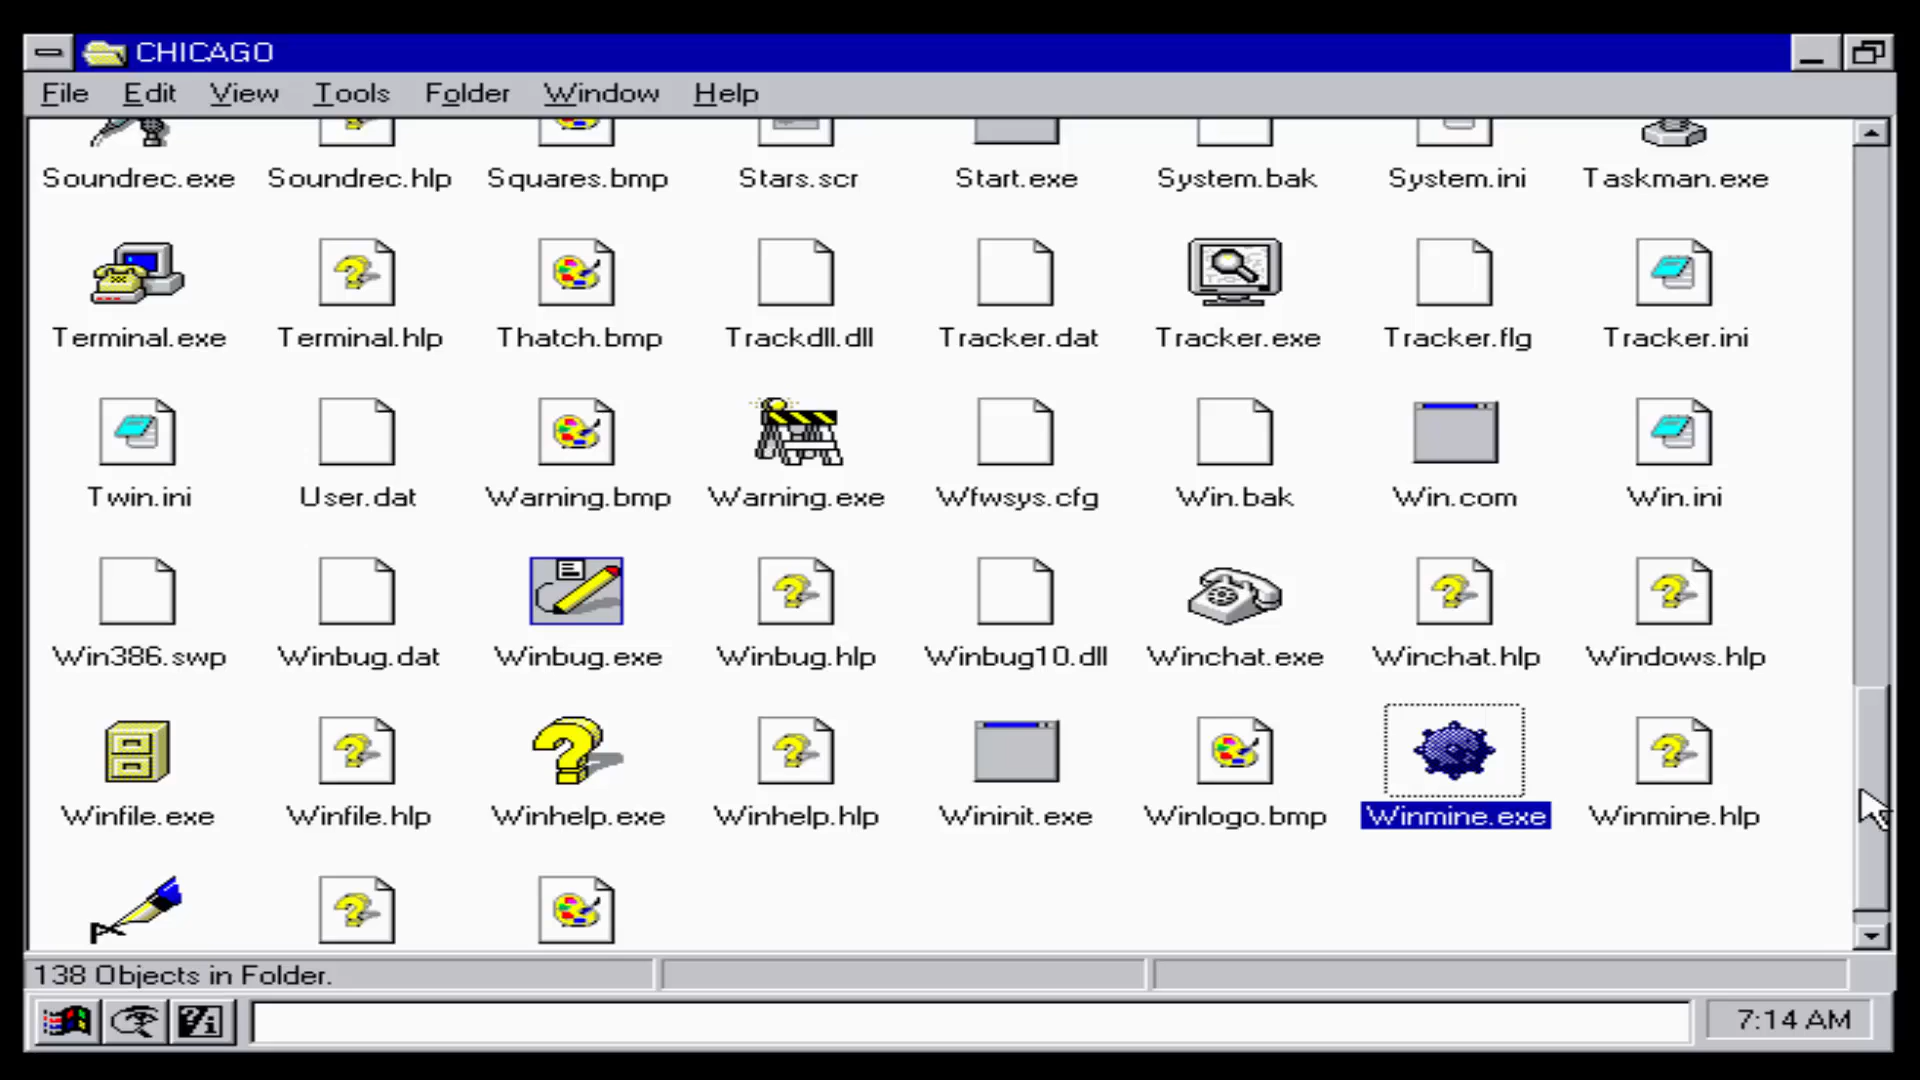 CHICAGO
File Edit View Tools Folder Window Help
Soundrec.exe Soundrec.hlp Squares.bmp Stars.scr Start.exe System.bak System.ini Taskman.exe
Terminal.exe Terminal.hlp Thatch.bmp Trackdll.dll Tracker.dat Tracker.exe Tracker.flg Tracker.ini
Twin.ini User.dat Warning.bmp Warning.exe Wfwsys.cfg Win.bak Win.com Win.ini
Win386.swp Winbug.dat Winbug.exe Winbug.hlp Winbug10.dll Winchat.exe Winchat.hlp Windows.hlp
Winfile.exe Winfile.hlp Winhelp.exe Winhelp.hlp Wininit.exe Winlogo.bmp Winmine.exe Winmine.hlp
138 Objects in Folder.
7:14 AM